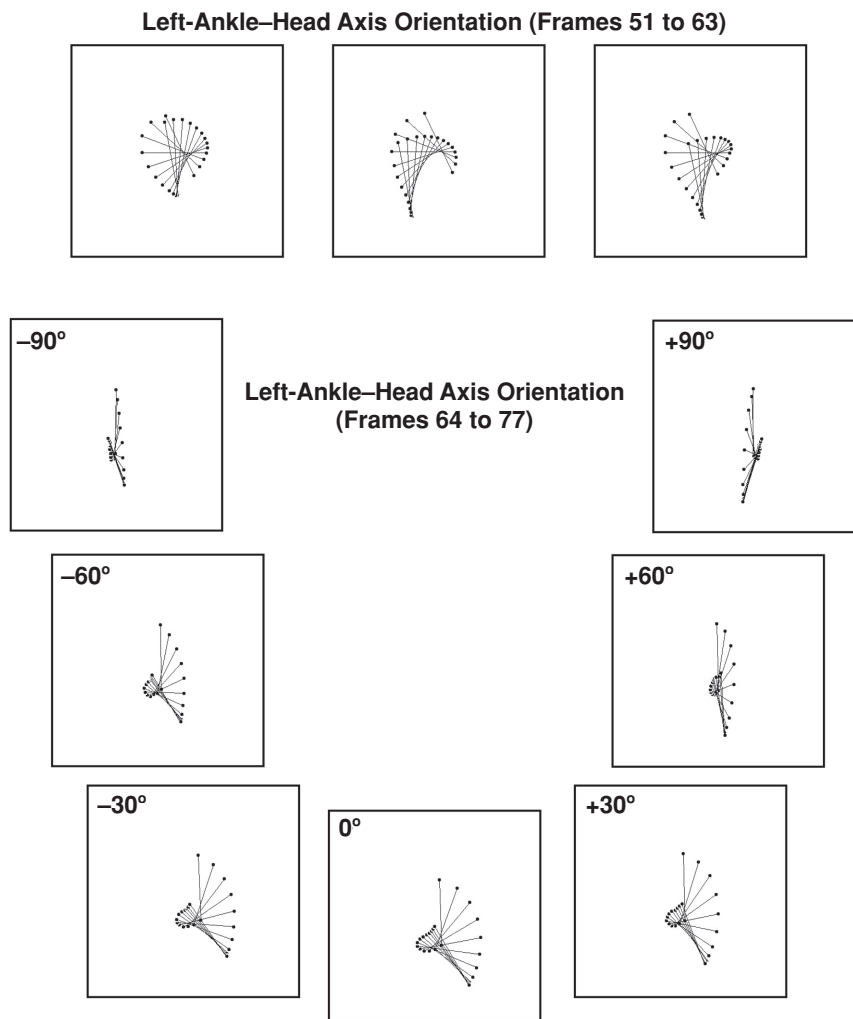 Left-Ankle–Head Axis Orientation (Frames 51 to 63)
–90º
+90º
Left-Ankle–Head Axis Orientation
(Frames 64 to 77)
–60º
+60º
–30º
0º
+30º